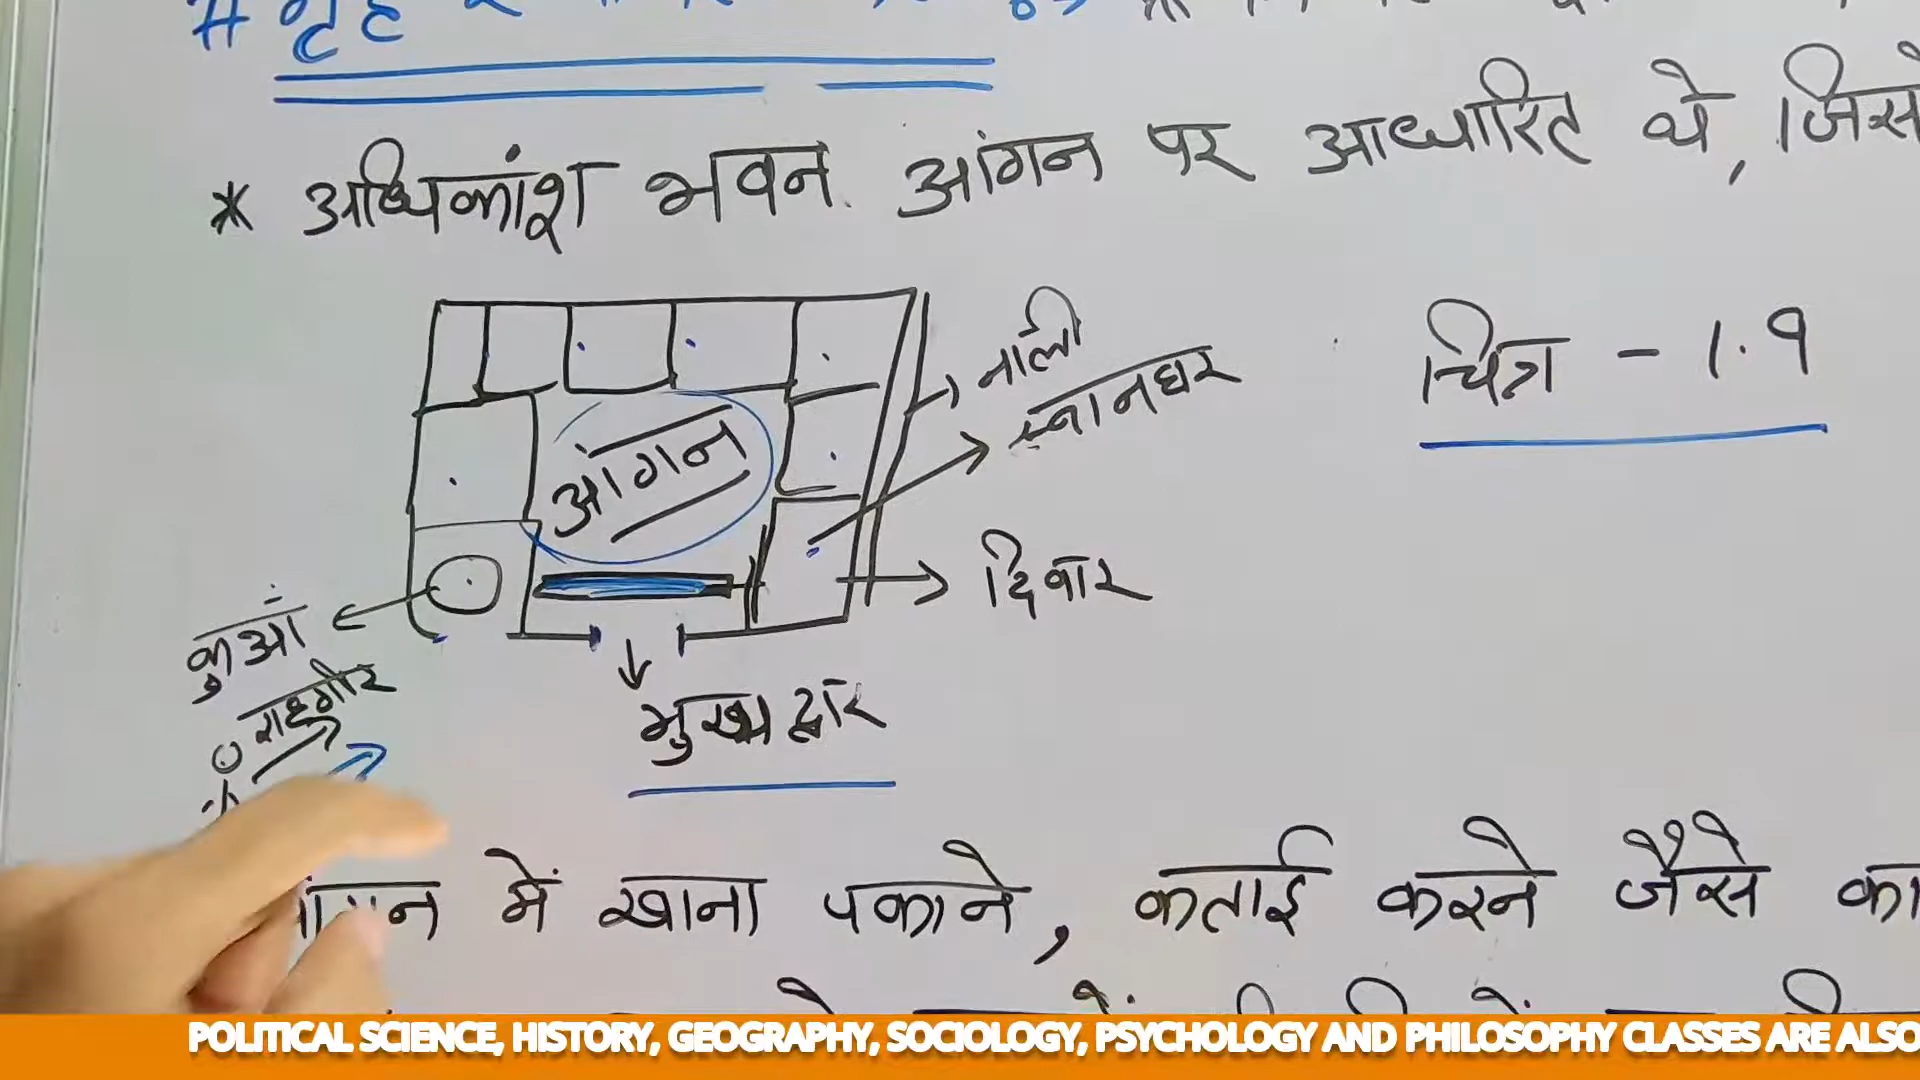 # गृह
* अधिकांश भवन आंगन पर आधारित थे, जिस
नाली
स्नानघर
चित्र - 1.9
आंगन
दिवार
कुआं
राहगीर
मुख्य द्वार
में खाना पकाने, कताई करने जैसे का
POLITICAL SCIENCE, HISTORY, GEOGRAPHY, SOCIOLOGY, PSYCHOLOGY AND PHILOSOPHY CLASSES ARE ALSO